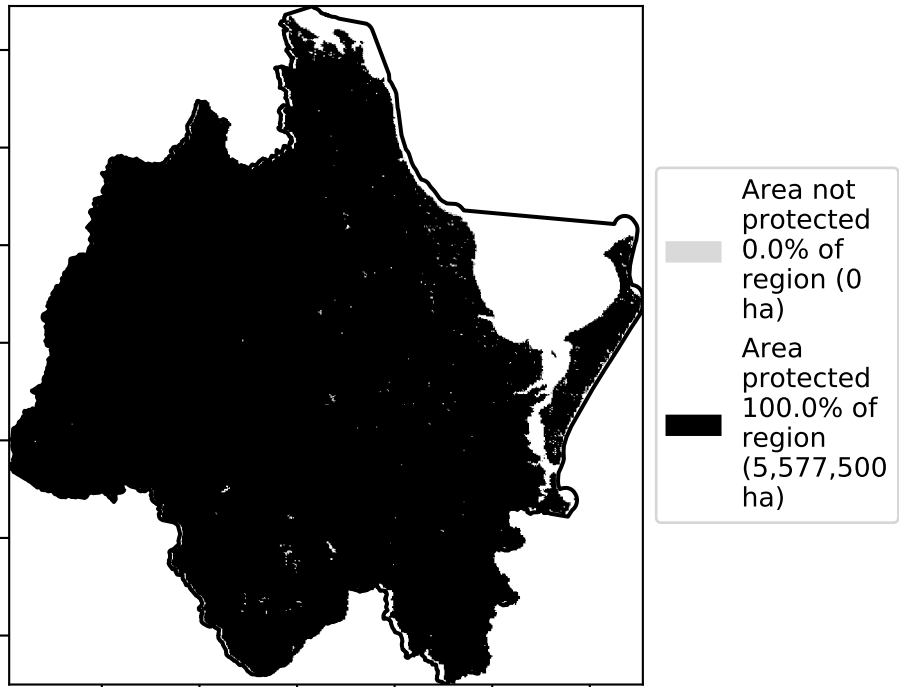 Area not
protected
0.0% of
region (0
ha)
Area
protected
100.0% of
region
(5,577,500
ha)